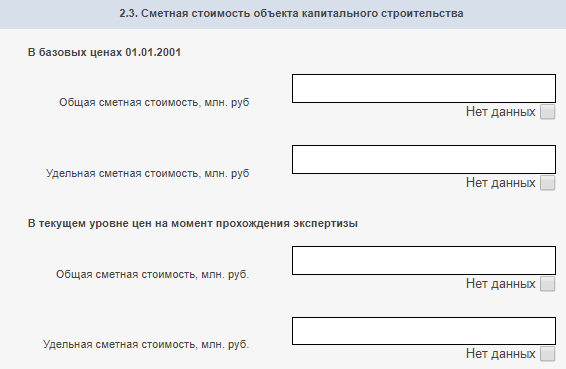 2.3. Сметная стоимость объекта капитального строительства
В базовых ценах 01.01.2001
Общая сметная стоимость, млн. руб
Нет данных
Удельная сметная стоимость, млн. руб
Нет данных
В текущем уровне цен на момент прохождения экспертизы
Общая сметная стоимость, млн. руб.
Нет данных
Удельная сметная стоимость, млн. руб.
Нет данных